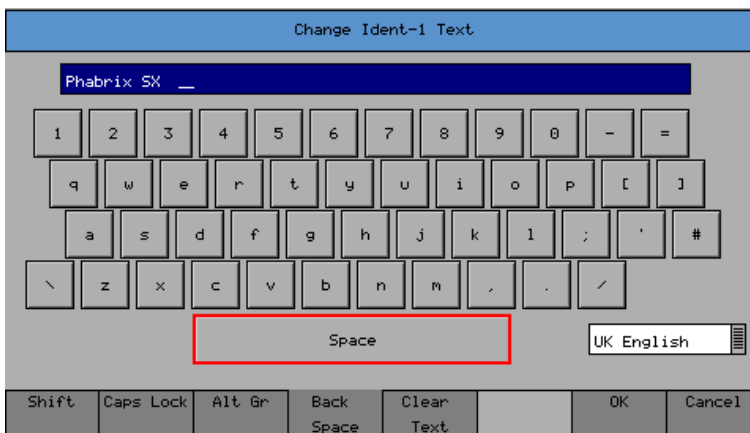 Change Ident-1 Text
Phabrix SX _
1 2 3 4 5 6 7 8 9 0 - =
q w e r t y u i o p [ ]
a s d f g h j k l ; ' #
\ z x c v b n m , . /
Space
UK English
Shift Caps Lock Alt Gr Back Space Clear Text OK Cancel